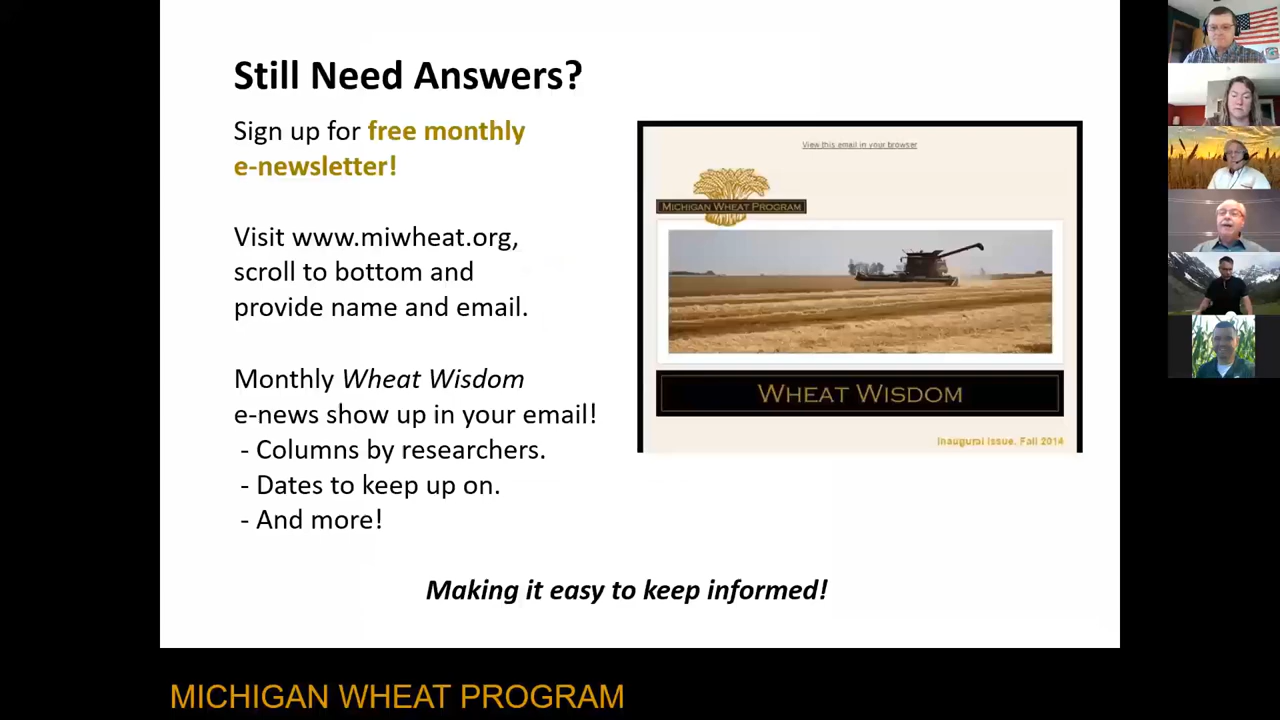 Still Need Answers?
Sign up for free monthly
e-newsletter!
Visit www.miwheat.org,
scroll to bottom and
provide name and email.
Monthly Wheat Wisdom
e-news show up in your email!
- Columns by researchers.
- Dates to keep up on.
- And more!
View this email in your browser
MICHIGAN WHEAT PROGRAM
WHEAT WISDOM
Inaugural Issue, Fall 2014
Making it easy to keep informed!
MICHIGAN WHEAT PROGRAM